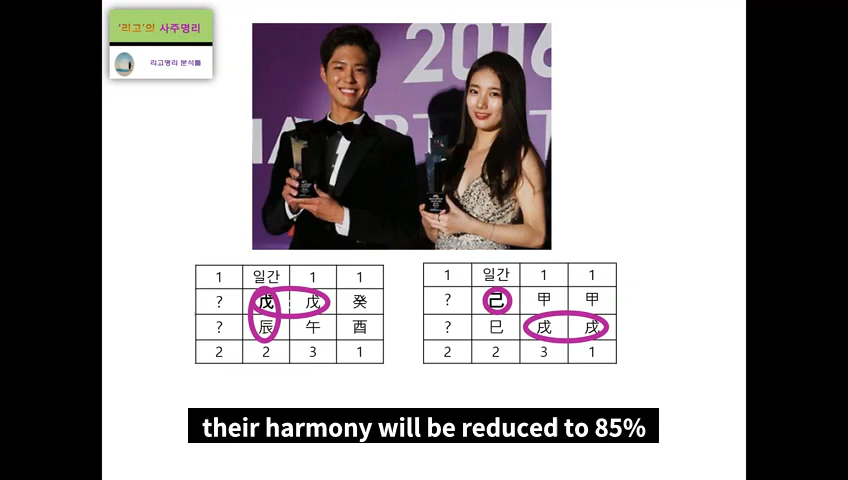 '리고'의 사주명리
리고명리 분석틀
2016
1 일간 1 1
? 戊 戊 癸
? 辰 午 酉
2 2 3 1
1 일간 1 1
? 己 甲 甲
? 巳 戌 戌
2 2 3 1
their harmony will be reduced to 85%